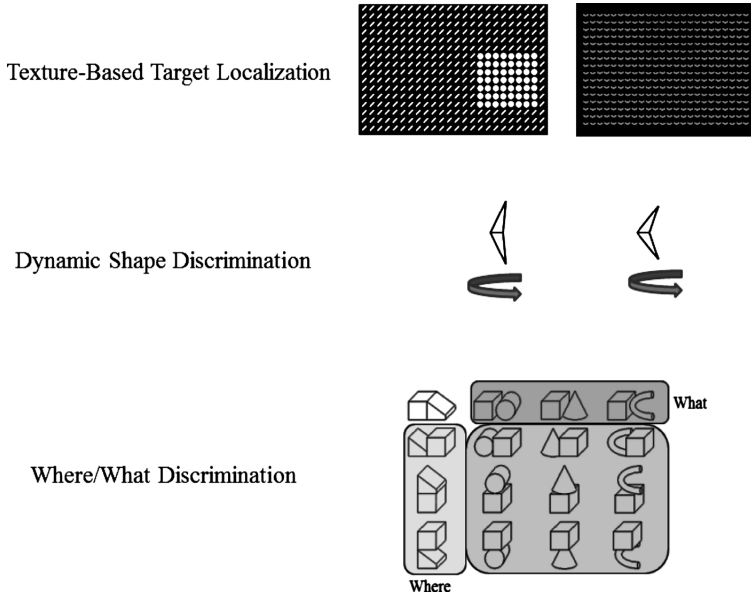 Texture-Based Target Localization
Dynamic Shape Discrimination
What
Where/What Discrimination
Where